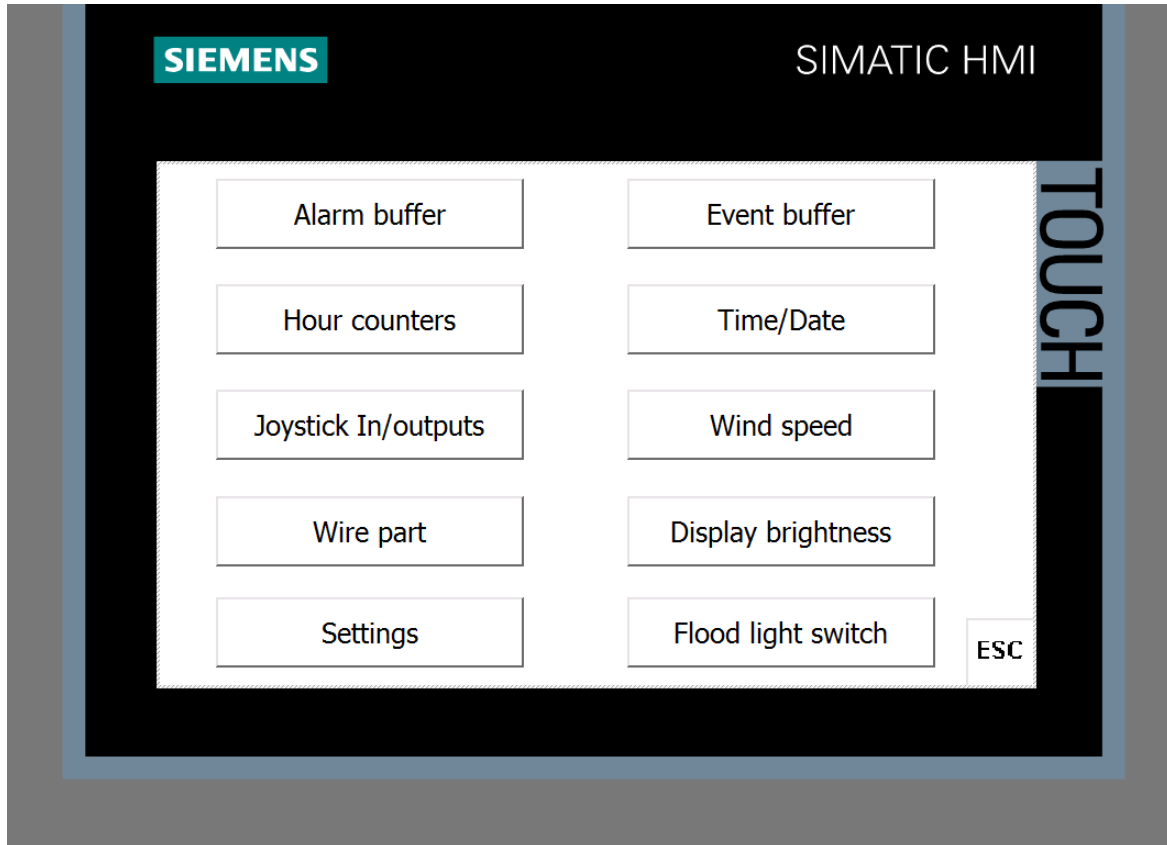 SIEMENS
SIMATIC HMI
TOUCH
Alarm buffer
Event buffer
Hour counters
Time/Date
Joystick In/outputs
Wind speed
Wire part
Display brightness
Settings
Flood light switch
ESC